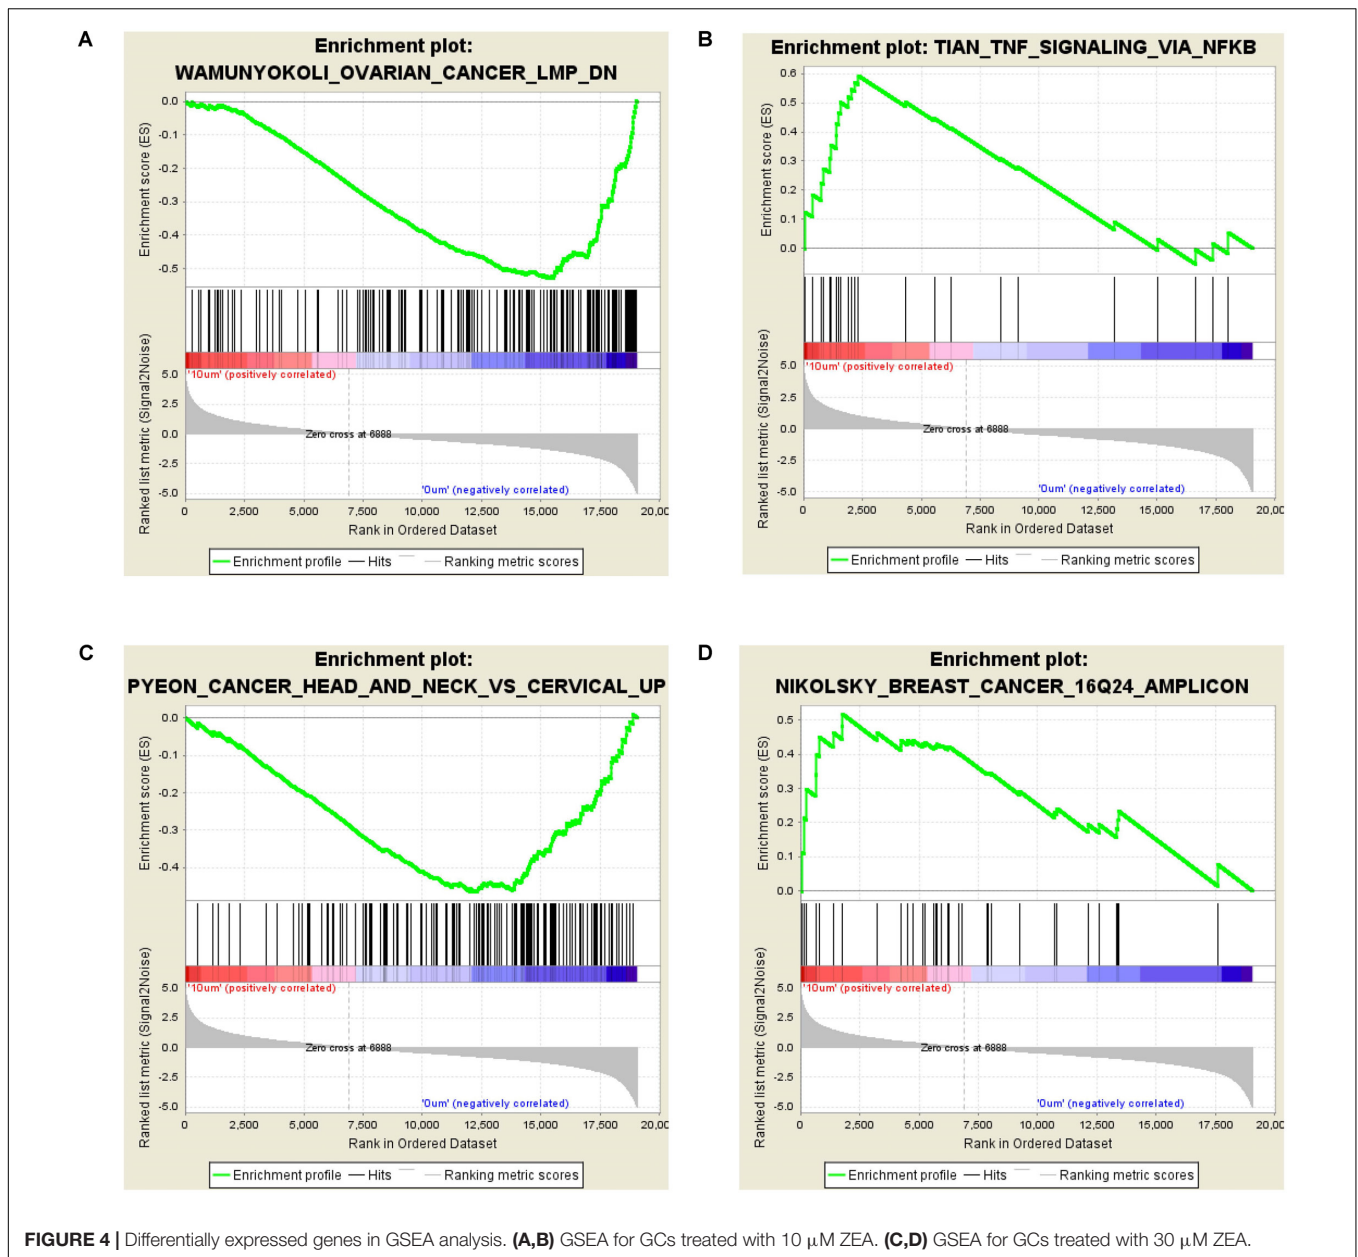 A
Enrichment plot:
WAMUNYOKOLI_OVARIAN_CANCER_LMP_DN
Enrichment score (ES)
0.0
-0.1
-0.2
-0.3
-0.4
-0.5
Ranked list metric (Signal2Noise)
5.0
2.5
0.0
-2.5
-5.0
'10um' (positively correlated)
Zero cross at 6888
'0um' (negatively correlated)
0 2,500 5,000 7,500 10,000 12,500 15,000 17,500 20,00
Rank in Ordered Dataset
Enrichment profile Hits Ranking metric scores
B
Enrichment plot: TIAN_TNF_SIGNALING_VIA_NFKB
Enrichment score (ES)
0.6
0.5
0.4
0.3
0.2
0.1
0.0
Ranked list metric (Signal2Noise)
5.0
2.5
0.0
-2.5
-5.0
'10um' (positively correlated)
Zero cross at 6888
'0um' (negatively correlated)
0 2,500 5,000 7,500 10,000 12,500 15,000 17,500 20,000
Rank in Ordered Dataset
Enrichment profile Hits Ranking metric scores
C
Enrichment plot:
PYEON_CANCER_HEAD_AND_NECK_VS_CERVICAL_UP
Enrichment score (ES)
0.0
-0.1
-0.2
-0.3
-0.4
Ranked list metric (Signal2Noise)
5.0
2.5
0.0
-2.5
-5.0
'10um' (positively correlated)
Zero cross at 6888
'0um' (negatively correlated)
0 2,500 5,000 7,500 10,000 12,500 15,000 17,500 20,00
Rank in Ordered Dataset
Enrichment profile Hits Ranking metric scores
D
Enrichment plot:
NIKOLSKY_BREAST_CANCER_16Q24_AMPLICON
Enrichment score (ES)
0.5
0.4
0.3
0.2
0.1
0.0
Ranked list metric (Signal2Noise)
5.0
2.5
0.0
-2.5
-5.0
'10um' (positively correlated)
Zero cross at 6888
'0um' (negatively correlated)
0 2,500 5,000 7,500 10,000 12,500 15,000 17,500 20,000
Rank in Ordered Dataset
Enrichment profile Hits Ranking metric scores
FIGURE 4 | Differentially expressed genes in GSEA analysis. (A,B) GSEA for GCs treated with 10 μM ZEA. (C,D) GSEA for GCs treated with 30 μM ZEA.